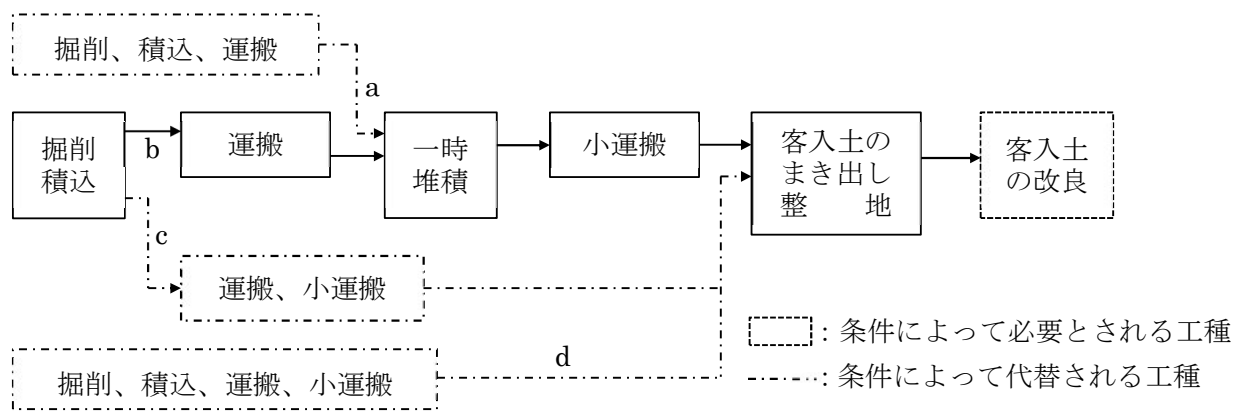 掘削、積込、運搬
a
掘削
積込
b
運搬
一時
堆積
小運搬
客入土の
まき出し
整　　地
客入土
の改良
c
運搬、小運搬
掘削、積込、運搬、小運搬
d
：条件によって必要とされる工種
：条件によって代替される工種